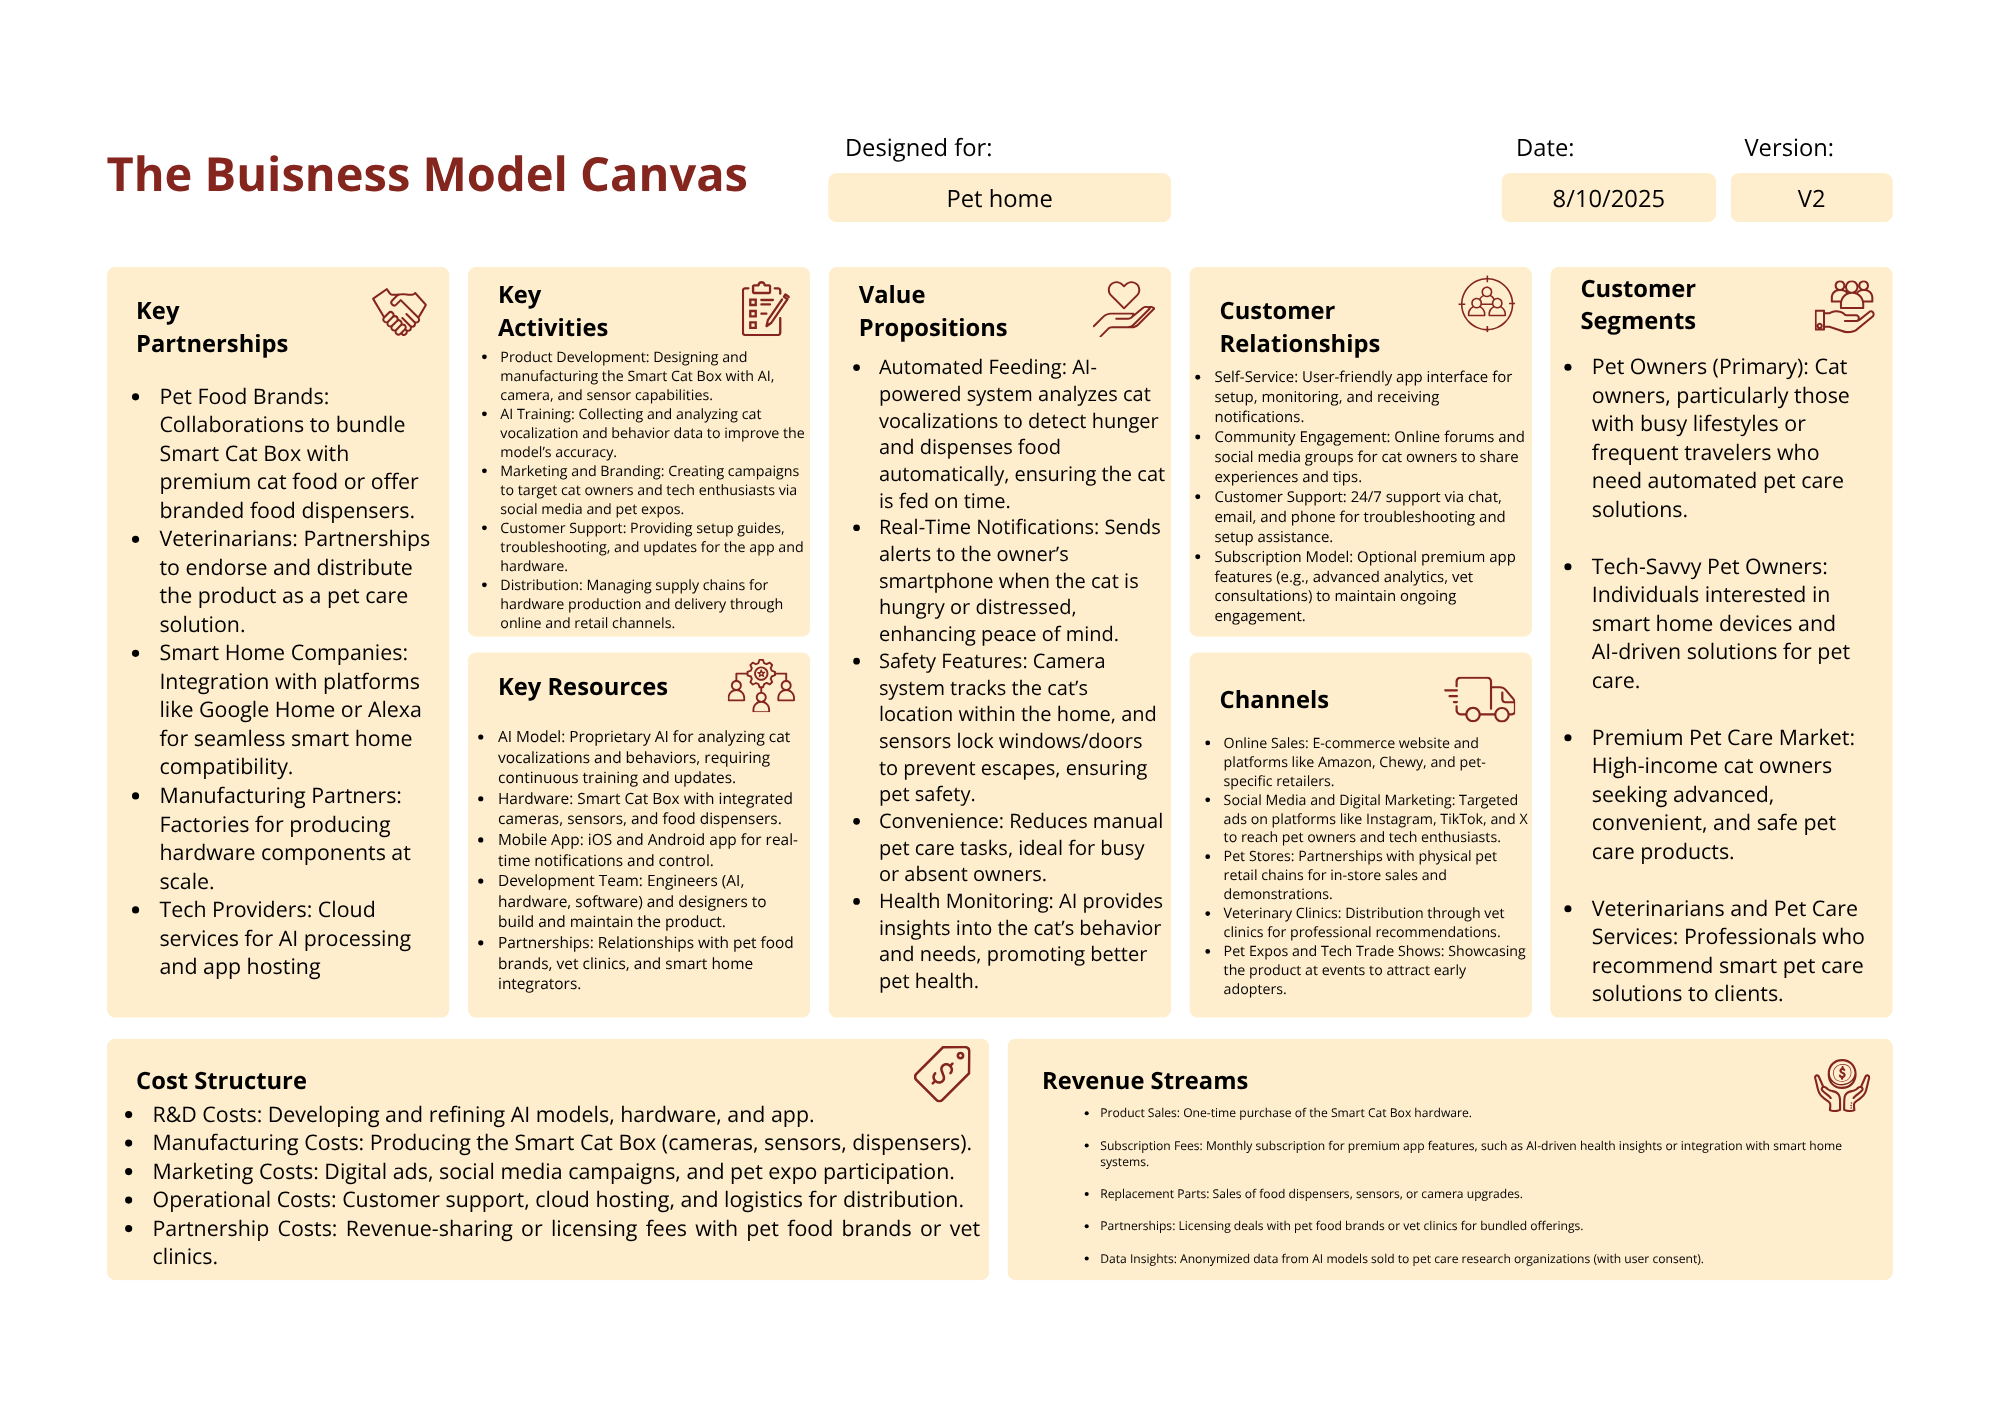 The Buisness Model Canvas
Designed for:
Pet home
Date:
8/10/2025
Version:
V2
Key
Partnerships
• Pet Food Brands:
Collaborations to bundle
Smart Cat Box with
premium cat food or offer
branded food dispensers.
• Veterinarians: Partnerships
to endorse and distribute
the product as a pet care
solution.
• Smart Home Companies:
Integration with platforms
like Google Home or Alexa
for seamless smart home
compatibility.
• Manufacturing Partners:
Factories for producing
hardware components at
scale.
• Tech Providers: Cloud
services for AI processing
and app hosting
Key
Activities
• Product Development: Designing and
manufacturing the Smart Cat Box with AI,
camera, and sensor capabilities.
• AI Training: Collecting and analyzing cat
vocalization and behavior data to improve the
model’s accuracy.
• Marketing and Branding: Creating campaigns
to target cat owners and tech enthusiasts via
social media and pet expos.
• Customer Support: Providing setup guides,
troubleshooting, and updates for the app and
hardware.
• Distribution: Managing supply chains for
hardware production and delivery through
online and retail channels.
Key Resources
• AI Model: Proprietary AI for analyzing cat
vocalizations and behaviors, requiring
continuous training and updates.
• Hardware: Smart Cat Box with integrated
cameras, sensors, and food dispensers.
• Mobile App: iOS and Android app for real-
time notifications and control.
• Development Team: Engineers (AI,
hardware, software) and designers to
build and maintain the product.
• Partnerships: Relationships with pet food
brands, vet clinics, and smart home
integrators.
Value
Propositions
• Automated Feeding: AI-
powered system analyzes cat
vocalizations to detect hunger
and dispenses food
automatically, ensuring the cat
is fed on time.
• Real-Time Notifications: Sends
alerts to the owner’s
smartphone when the cat is
hungry or distressed,
enhancing peace of mind.
• Safety Features: Camera
system tracks the cat’s
location within the home, and
sensors lock windows/doors
to prevent escapes, ensuring
pet safety.
• Convenience: Reduces manual
pet care tasks, ideal for busy
or absent owners.
• Health Monitoring: AI provides
insights into the cat’s behavior
and needs, promoting better
pet health.
Customer
Relationships
• Self-Service: User-friendly app interface for
setup, monitoring, and receiving
notifications.
• Community Engagement: Online forums and
social media groups for cat owners to share
experiences and tips.
• Customer Support: 24/7 support via chat,
email, and phone for troubleshooting and
setup assistance.
• Subscription Model: Optional premium app
features (e.g., advanced analytics, vet
consultations) to maintain ongoing
engagement.
Channels
• Online Sales: E-commerce website and
platforms like Amazon, Chewy, and pet-
specific retailers.
• Social Media and Digital Marketing: Targeted
ads on platforms like Instagram, TikTok, and X
to reach pet owners and tech enthusiasts.
• Pet Stores: Partnerships with physical pet
retail chains for in-store sales and
demonstrations.
• Veterinary Clinics: Distribution through vet
clinics for professional recommendations.
• Pet Expos and Tech Trade Shows: Showcasing
the product at events to attract early
adopters.
Customer
Segments
• Pet Owners (Primary): Cat
owners, particularly those
with busy lifestyles or
frequent travelers who
need automated pet care
solutions.
• Tech-Savvy Pet Owners:
Individuals interested in
smart home devices and
AI-driven solutions for pet
care.
• Premium Pet Care Market:
High-income cat owners
seeking advanced,
convenient, and safe pet
care products.
• Veterinarians and Pet Care
Services: Professionals who
recommend smart pet care
solutions to clients.
Cost Structure
• R&D Costs: Developing and refining AI models, hardware, and app.
• Manufacturing Costs: Producing the Smart Cat Box (cameras, sensors, dispensers).
• Marketing Costs: Digital ads, social media campaigns, and pet expo participation.
• Operational Costs: Customer support, cloud hosting, and logistics for distribution.
• Partnership Costs: Revenue-sharing or licensing fees with pet food brands or vet
clinics.
Revenue Streams
• Product Sales: One-time purchase of the Smart Cat Box hardware.
• Subscription Fees: Monthly subscription for premium app features, such as AI-driven health insights or integration with smart home
systems.
• Replacement Parts: Sales of food dispensers, sensors, or camera upgrades.
• Partnerships: Licensing deals with pet food brands or vet clinics for bundled offerings.
• Data Insights: Anonymized data from AI models sold to pet care research organizations (with user consent).